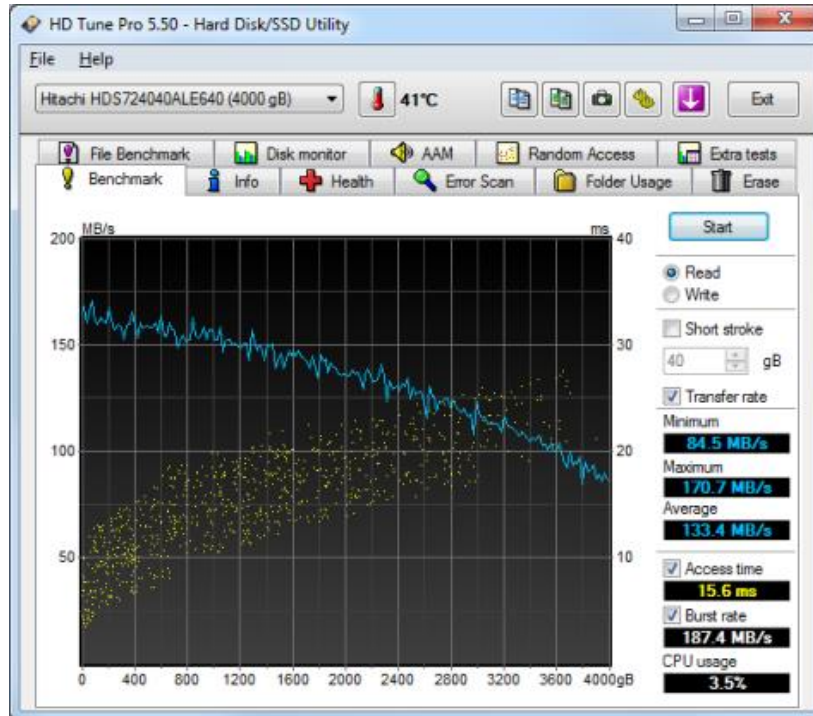 HD Tune Pro 5.50 - Hard Disk/SSD Utility
File Help
Hitachi HDS724040ALE640 (4000 gB) 41°C Exit
File Benchmark Disk monitor AAM Random Access Extra tests
Benchmark Info Health Error Scan Folder Usage Erase
Start
Read
Write
Short stroke
40 gB
Transfer rate
Minimum
84.5 MB/s
Maximum
170.7 MB/s
Average
133.4 MB/s
Access time
15.6 ms
Burst rate
187.4 MB/s
CPU usage
3.5%
MB/s ms
200 40
150 30
100 20
50 10
0 400 800 1200 1600 2000 2400 2800 3200 3600 4000gB